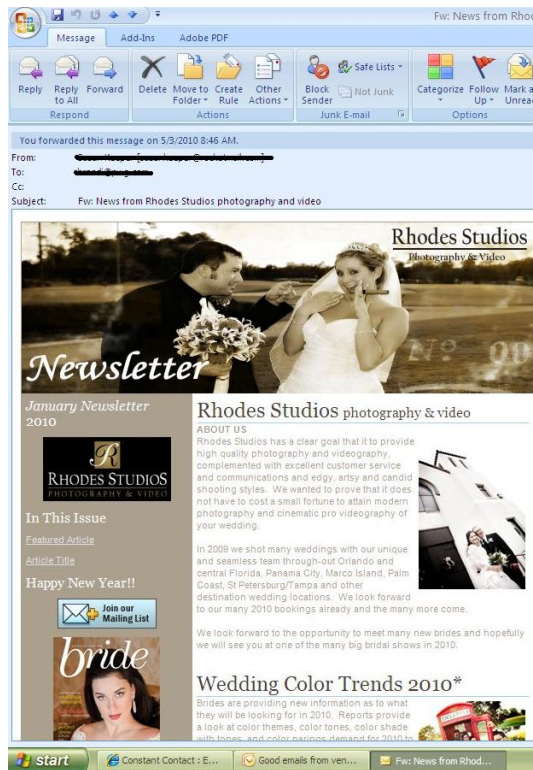 Fw: News from Rhod
Message Add-Ins Adobe PDF
Reply
Reply to All
Forward
Delete
Move to Folder
Create Rule
Other Actions
Block Sender
Safe Lists
Not Junk
Categorize
Follow Up
Mark a
Unrea
Respond
Actions
Junk E-mail
Options
You forwarded this message on 5/3/2010 8:46 AM.
From:
To:
Cc:
Subject: Fw: News from Rhodes Studios photography and video
Rhodes Studios
Photography & Video
Newsletter
Nº 00
January Newsletter
2010
RHODES STUDIOS
PHOTOGRAPHY & VIDEO
In This Issue
Featured Article
Article Title
Happy New Year!!
Join our
Mailing List
bride
Rhodes Studios photography & video
ABOUT US
Rhodes Studios has a clear goal that it to provide
high quality photography and videography,
complemented with excellent customer service
and communications and edgy, artsy and candid
shooting styles. We wanted to prove that it does
not have to cost a small fortune to attain modern
photography and cinematic pro videography of
your wedding.
In 2009 we shot many weddings with our unique
and seamless team through-out Orlando and
central Florida, Panama City, Marco Island, Palm
Coast, St Petersburg/Tampa and other
destination wedding locations. We look forward
to our many 2010 bookings already and the many more come.
We look forward to the opportunity to meet many new brides and hopefully
we will see you at one of the many big bridal shows in 2010.
Wedding Color Trends 2010*
Brides are providing new information as to what
they will be looking for in 2010. Reports provide
a look at color themes, color tones, color shade
with tones, and color parings demand for 2010 to
start
Constant Contact : E...
Good emails from ven...
Fw: News from Rhod...